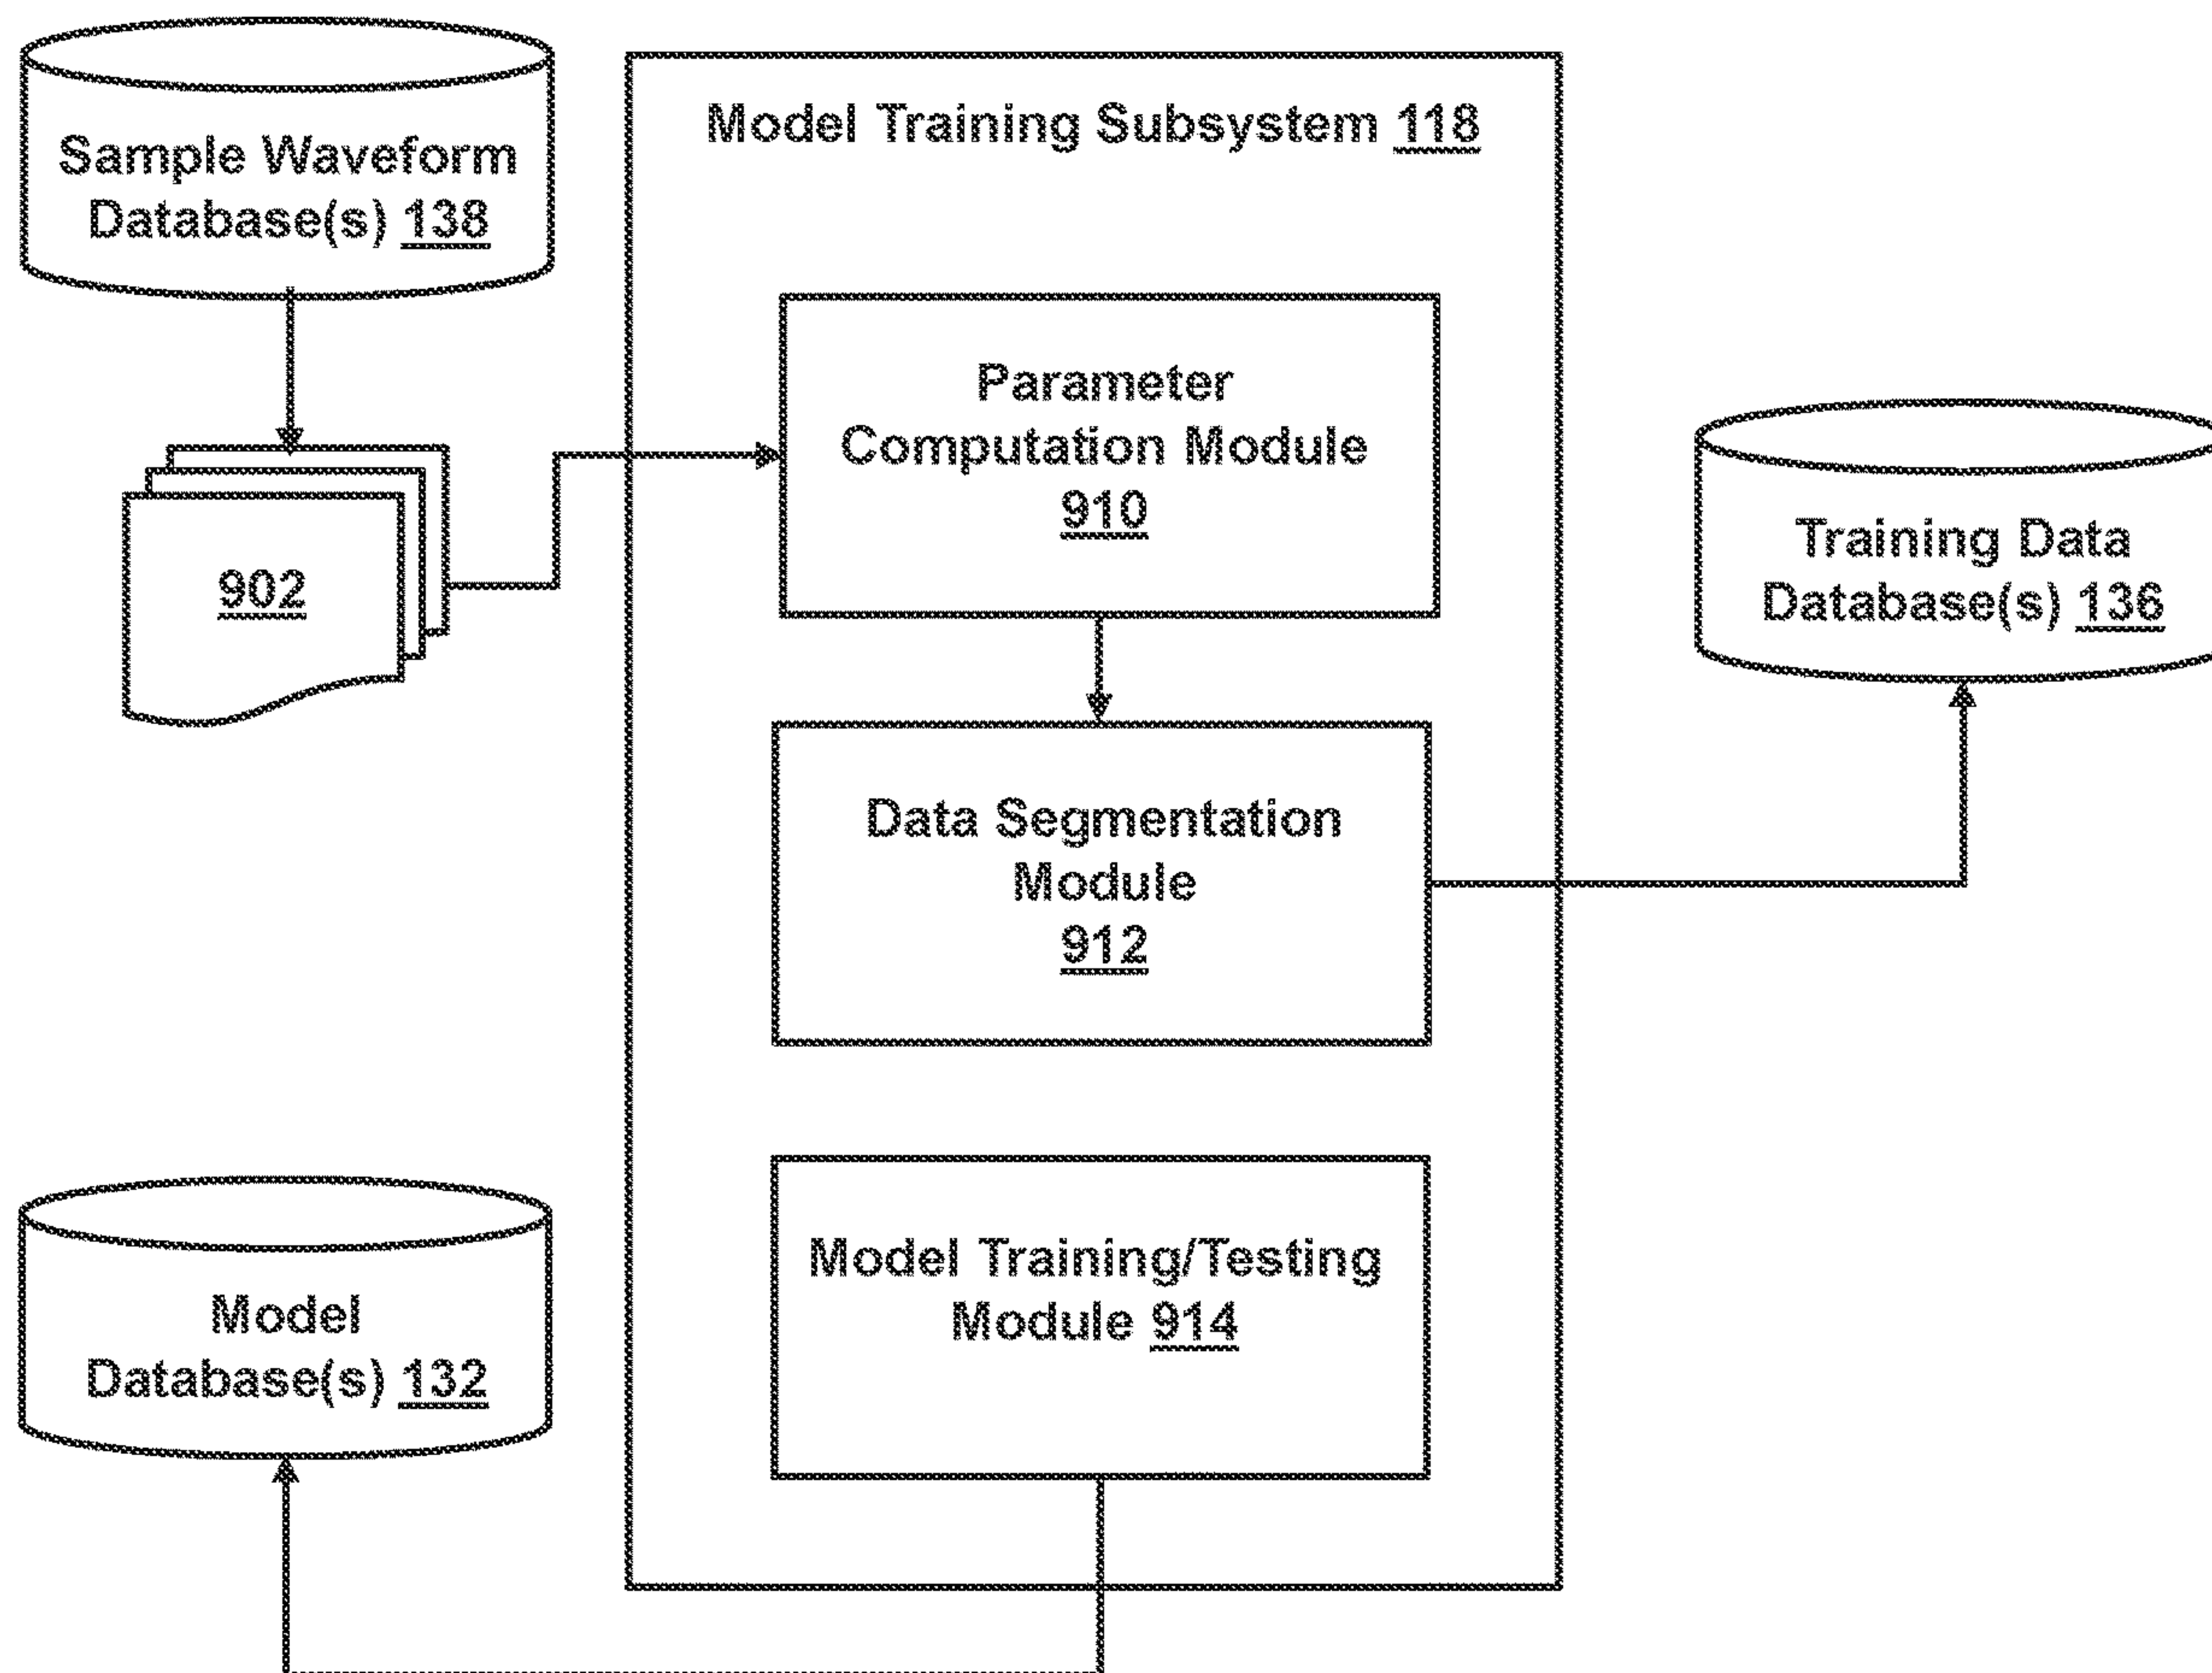 Sample Waveform
Database(s) 138
Model Training Subsystem 118
Parameter
Computation Module
910
902
Training Data
Database(s) 136
Data Segmentation
Module
912
Model Training/Testing
Module 914
Model
Database(s) 132